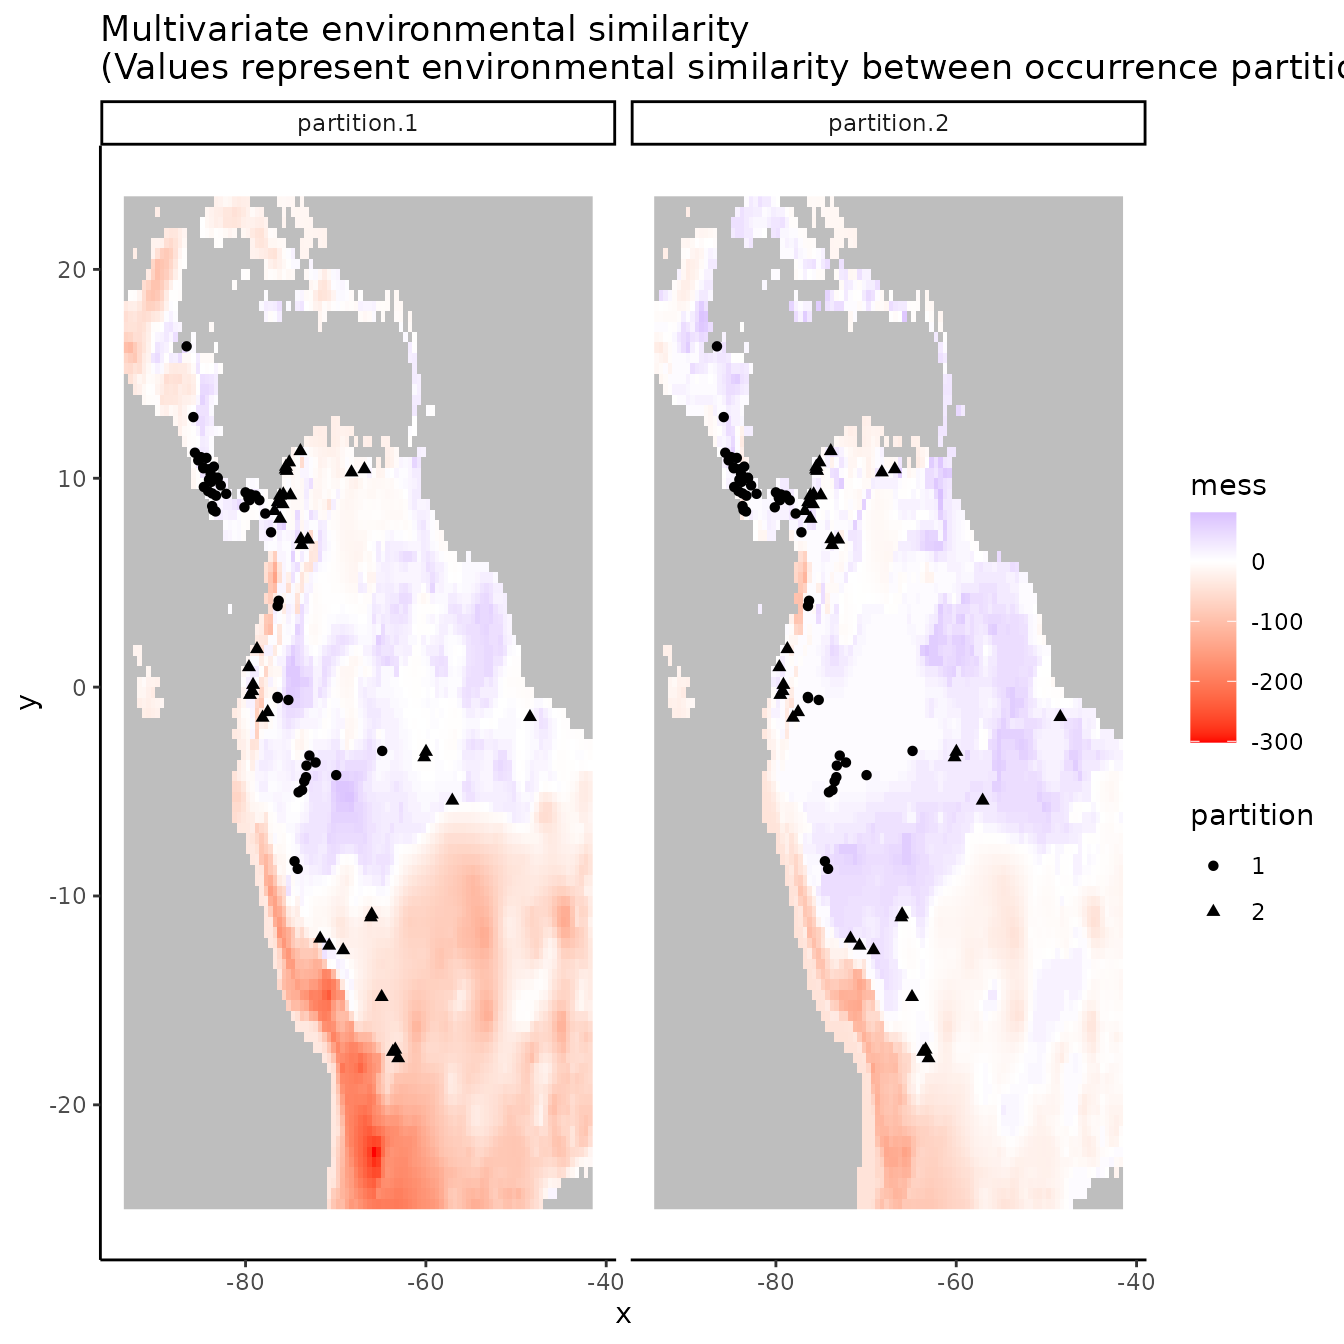 Multivariate environmental similarity
(Values represent environmental similarity between occurrence
partition.1
partition.2
20
10
0
-10
-20
y
-80
-60
-40
-80
-60
-40
x
mess
0
-100
-200
-300
partition
1
2